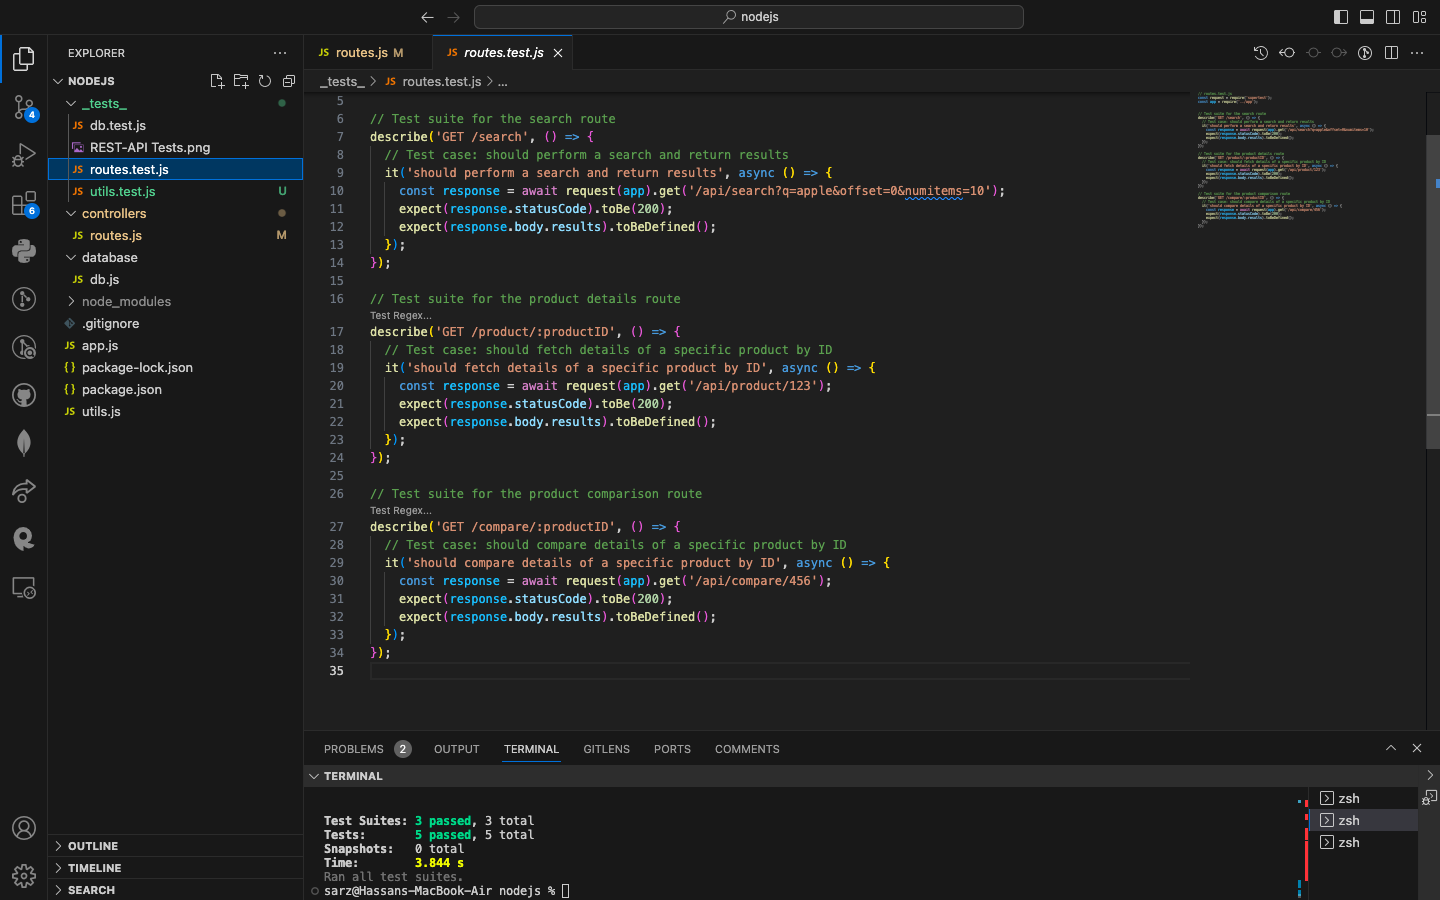 nodejs
EXPLORER
NODEJS
_tests_
JS db.test.js
REST-API Tests.png
JS routes.test.js
JS utils.test.js U
controllers
JS routes.js M
database
JS db.js
node_modules
.gitignore
JS app.js
{} package-lock.json
{} package.json
JS utils.js
OUTLINE
TIMELINE
SEARCH
4
6
JS routes.js M
JS routes.test.js
_tests_ > JS routes.test.js > ...
5
6 // Test suite for the search route
7 describe('GET /search', () => {
8 // Test case: should perform a search and return results
9 it('should perform a search and return results', async () => {
10 const response = await request(app).get('/api/search?q=apple&offset=0&numitems=10');
11 expect(response.statusCode).toBe(200);
12 expect(response.body.results).toBeDefined();
13 });
14 });
15
16 // Test suite for the product details route
Test Regex...
17 describe('GET /product/:productID', () => {
18 // Test case: should fetch details of a specific product by ID
19 it('should fetch details of a specific product by ID', async () => {
20 const response = await request(app).get('/api/product/123');
21 expect(response.statusCode).toBe(200);
22 expect(response.body.results).toBeDefined();
23 });
24 });
25
26 // Test suite for the product comparison route
Test Regex...
27 describe('GET /compare/:productID', () => {
28 // Test case: should compare details of a specific product by ID
29 it('should compare details of a specific product by ID', async () => {
30 const response = await request(app).get('/api/compare/456');
31 expect(response.statusCode).toBe(200);
32 expect(response.body.results).toBeDefined();
33 });
34 });
35
PROBLEMS 2 OUTPUT TERMINAL GITLENS PORTS COMMENTS
TERMINAL
Test Suites: 3 passed, 3 total
Tests: 5 passed, 5 total
Snapshots: 0 total
Time: 3.844 s
Ran all test suites.
sarz@Hassans-MacBook-Air nodejs %
zsh
zsh
zsh